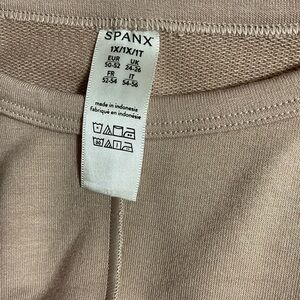 SPANX
1X/1X/1T
EUR UK
50-52 24-26
FR IT
52-54 54-56
made in indonesia
fabriqué en indonésie